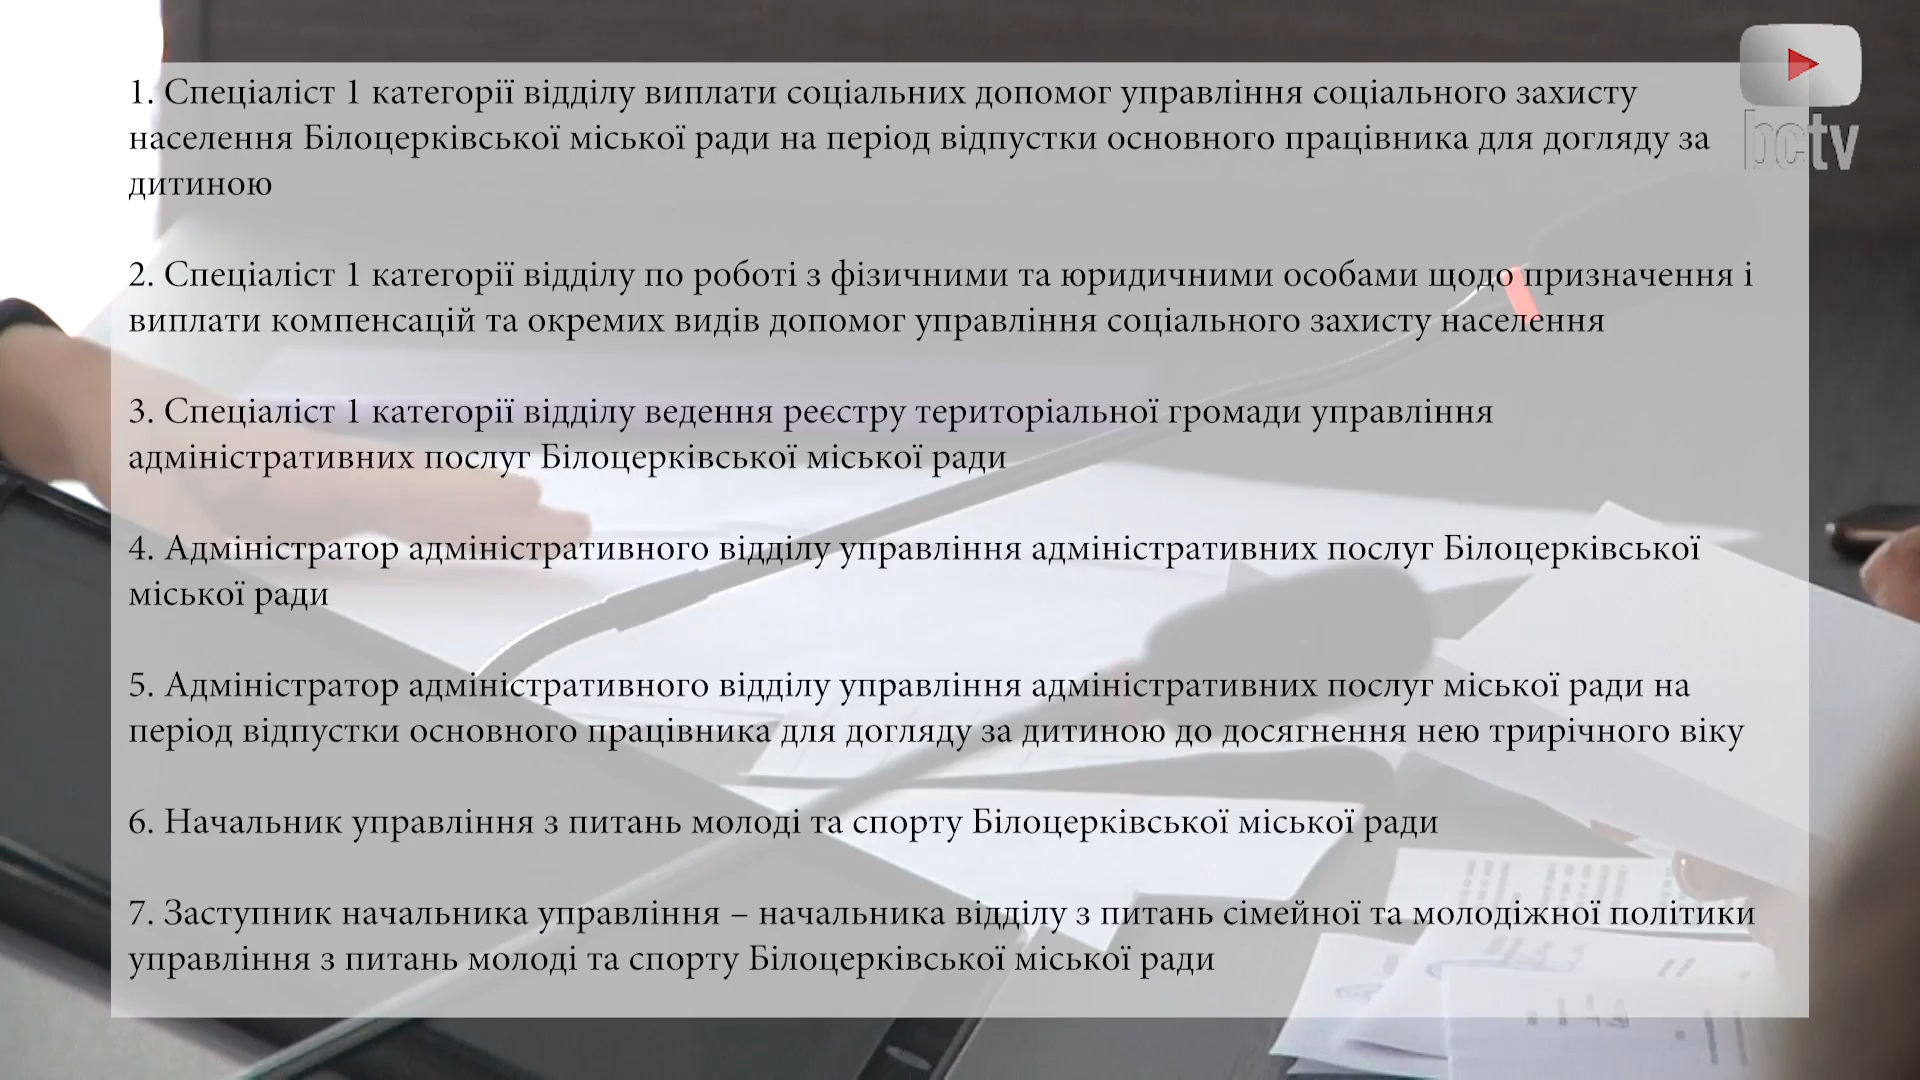 1. Спеціаліст 1 категорії відділу виплати соціальних допомог управління соціального захисту
населення Білоцерківської міської ради на період відпустки основного працівника для догляду за
дитиною
2. Спеціаліст 1 категорії відділу по роботі з фізичними та юридичними особами щодо призначення і
виплати компенсацій та окремих видів допомог управління соціального захисту населення
3. Спеціаліст 1 категорії відділу ведення реєстру територіальної громади управління
адміністративних послуг Білоцерківської міської ради
4. Адміністратор адміністративного відділу управління адміністративних послуг Білоцерківської
міської ради
5. Адміністратор адміністративного відділу управління адміністративних послуг міської ради на
період відпустки основного працівника для догляду за дитиною до досягнення нею трирічного віку
6. Начальник управління з питань молоді та спорту Білоцерківської міської ради
7. Заступник начальника управління – начальника відділу з питань сімейної та молодіжної політики
управління з питань молоді та спорту Білоцерківської міської ради
bctv